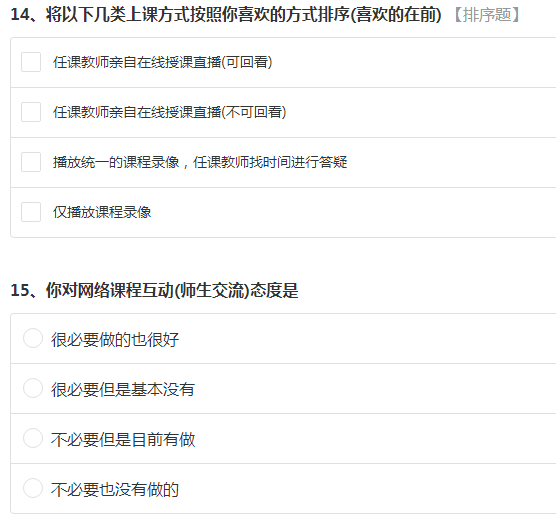 14、将以下几类上课方式按照你喜欢的方式排序(喜欢的在前) 【排序题】
任课教师亲自在线授课直播(可回看)
任课教师亲自在线授课直播(不可回看)
播放统一的课程录像，任课教师找时间进行答疑
仅播放课程录像
15、你对网络课程互动(师生交流)态度是
很必要做的也很好
很必要但是基本没有
不必要但是目前有做
不必要也没有做的